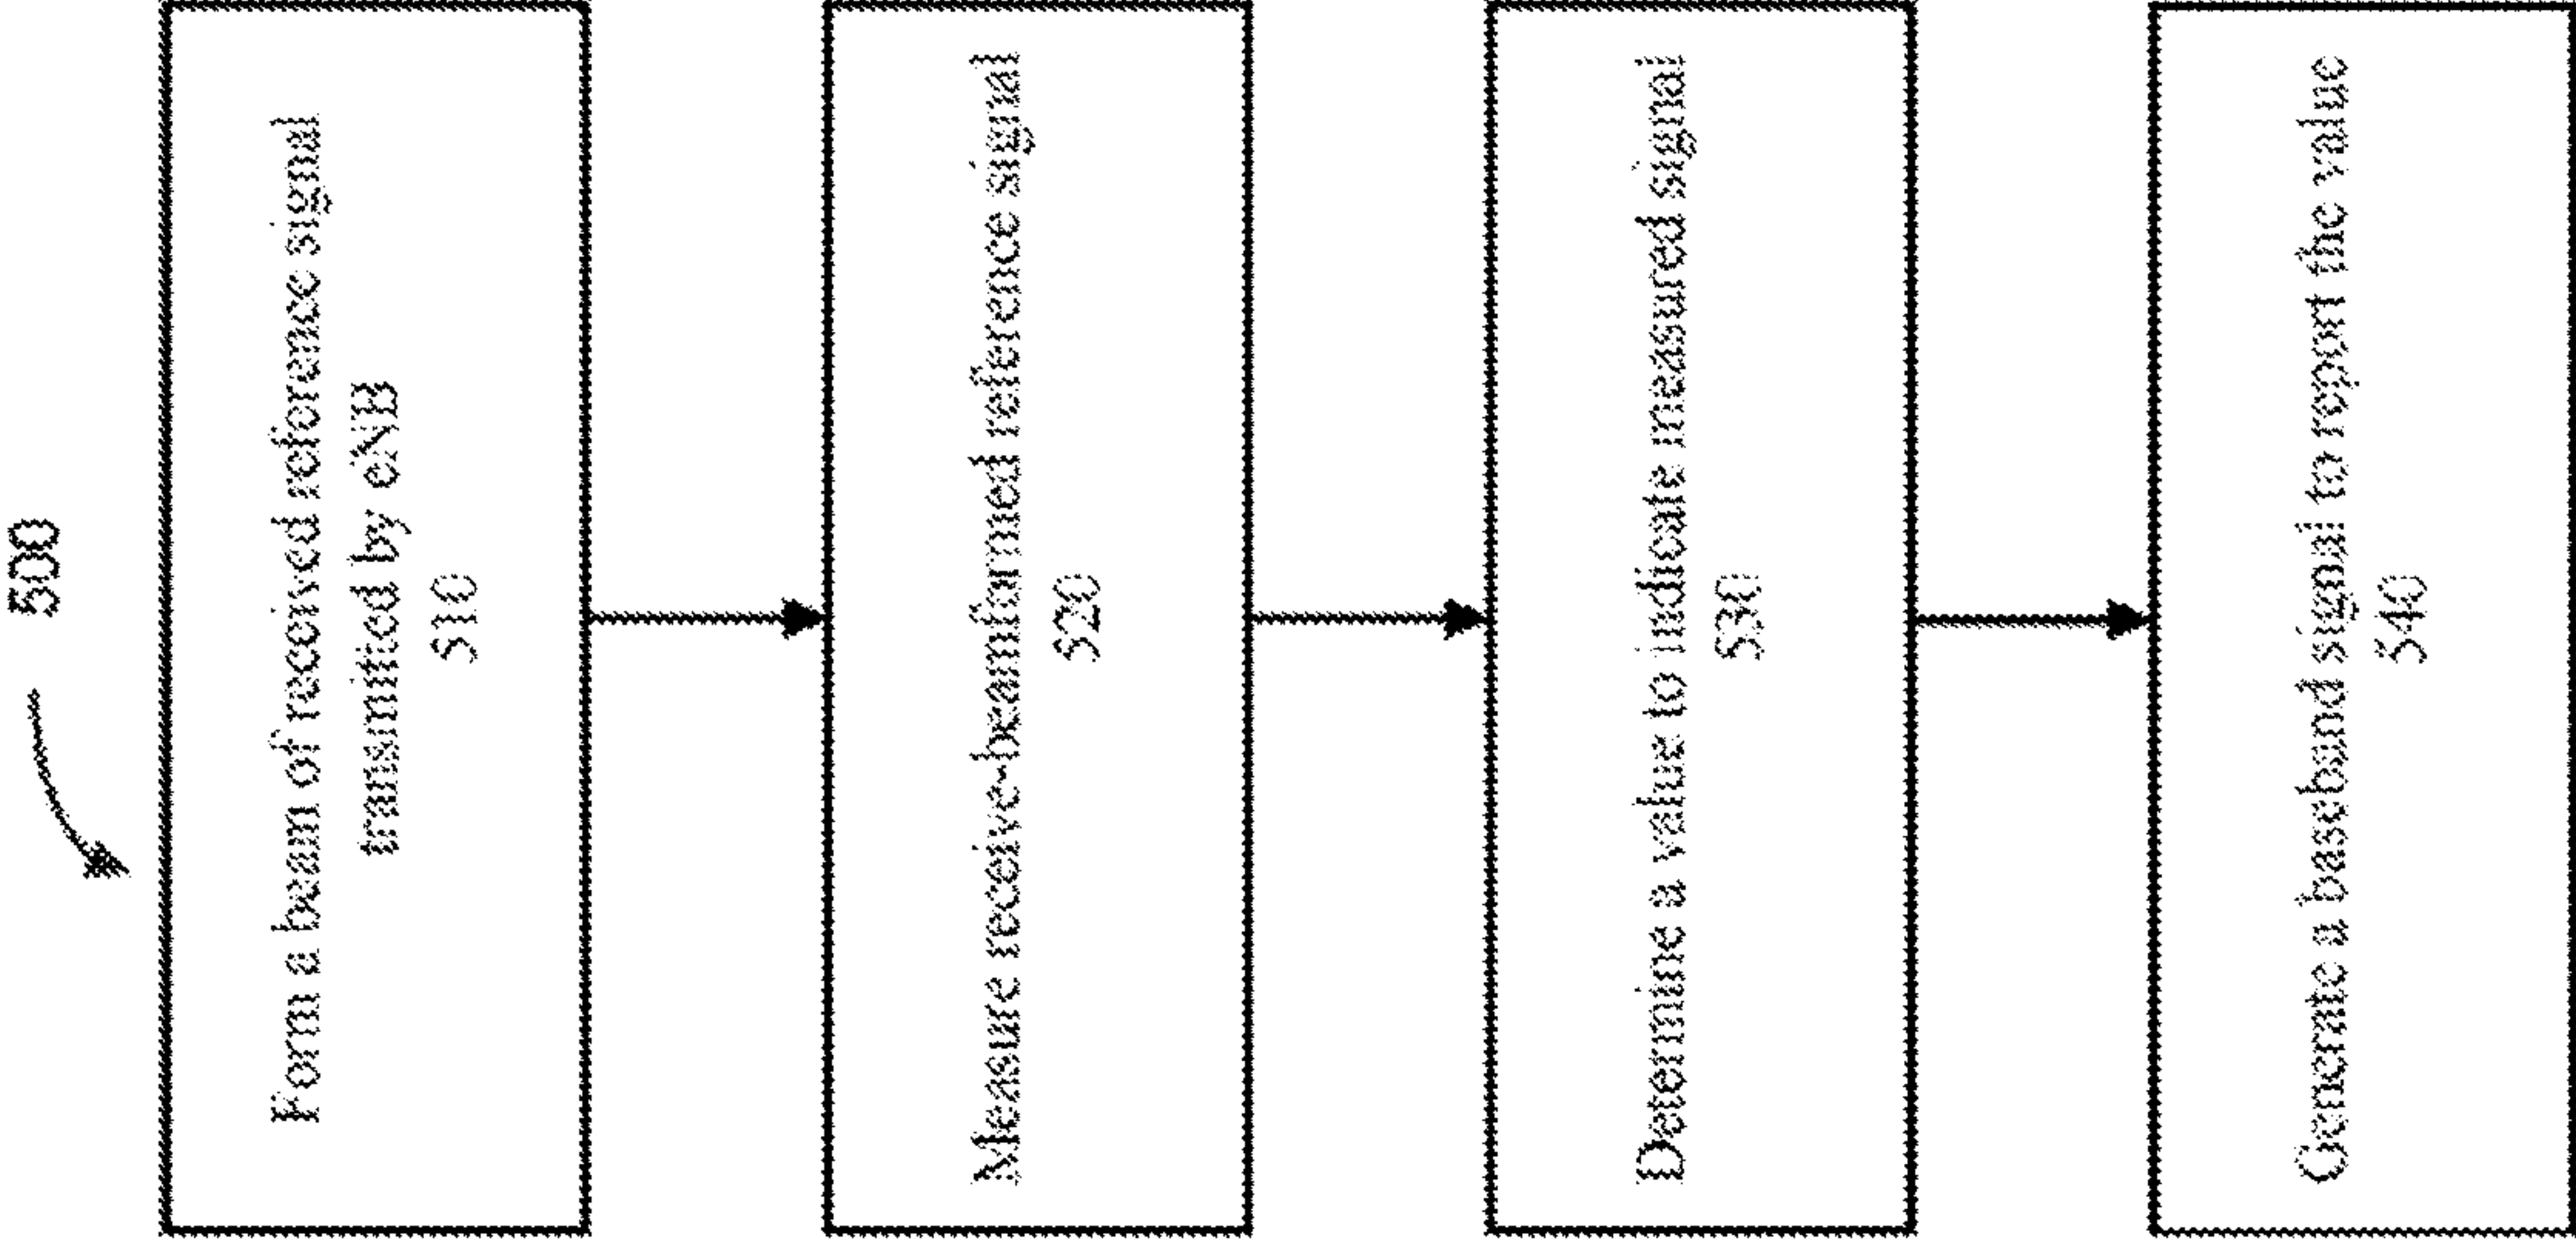 500
Form a beam of received reference signal
transmitted by eNB
510
Measure receive-beamformed reference signal
520
Determine a value to indicate measured signal
530
Generate a baseband signal to report the value
540